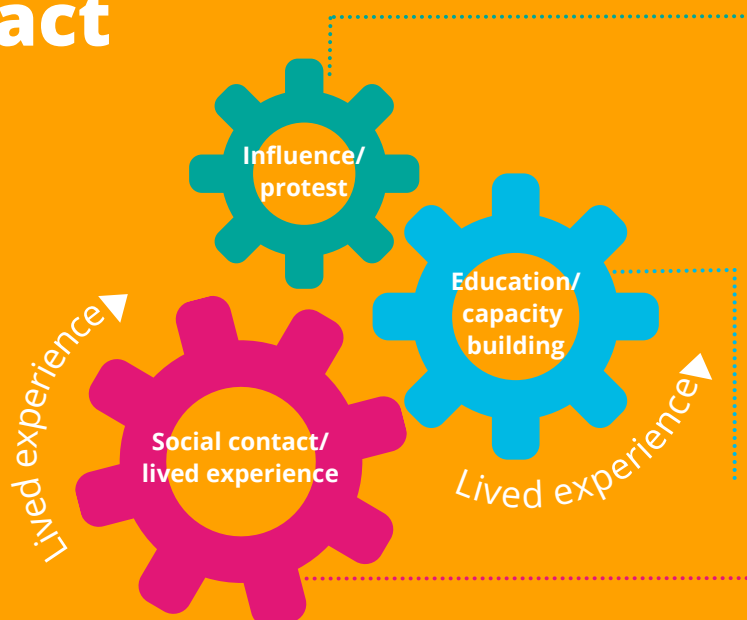 act
Influence/
protest
Education/
capacity
building
Social contact/
lived experience
Lived experience
Lived experience